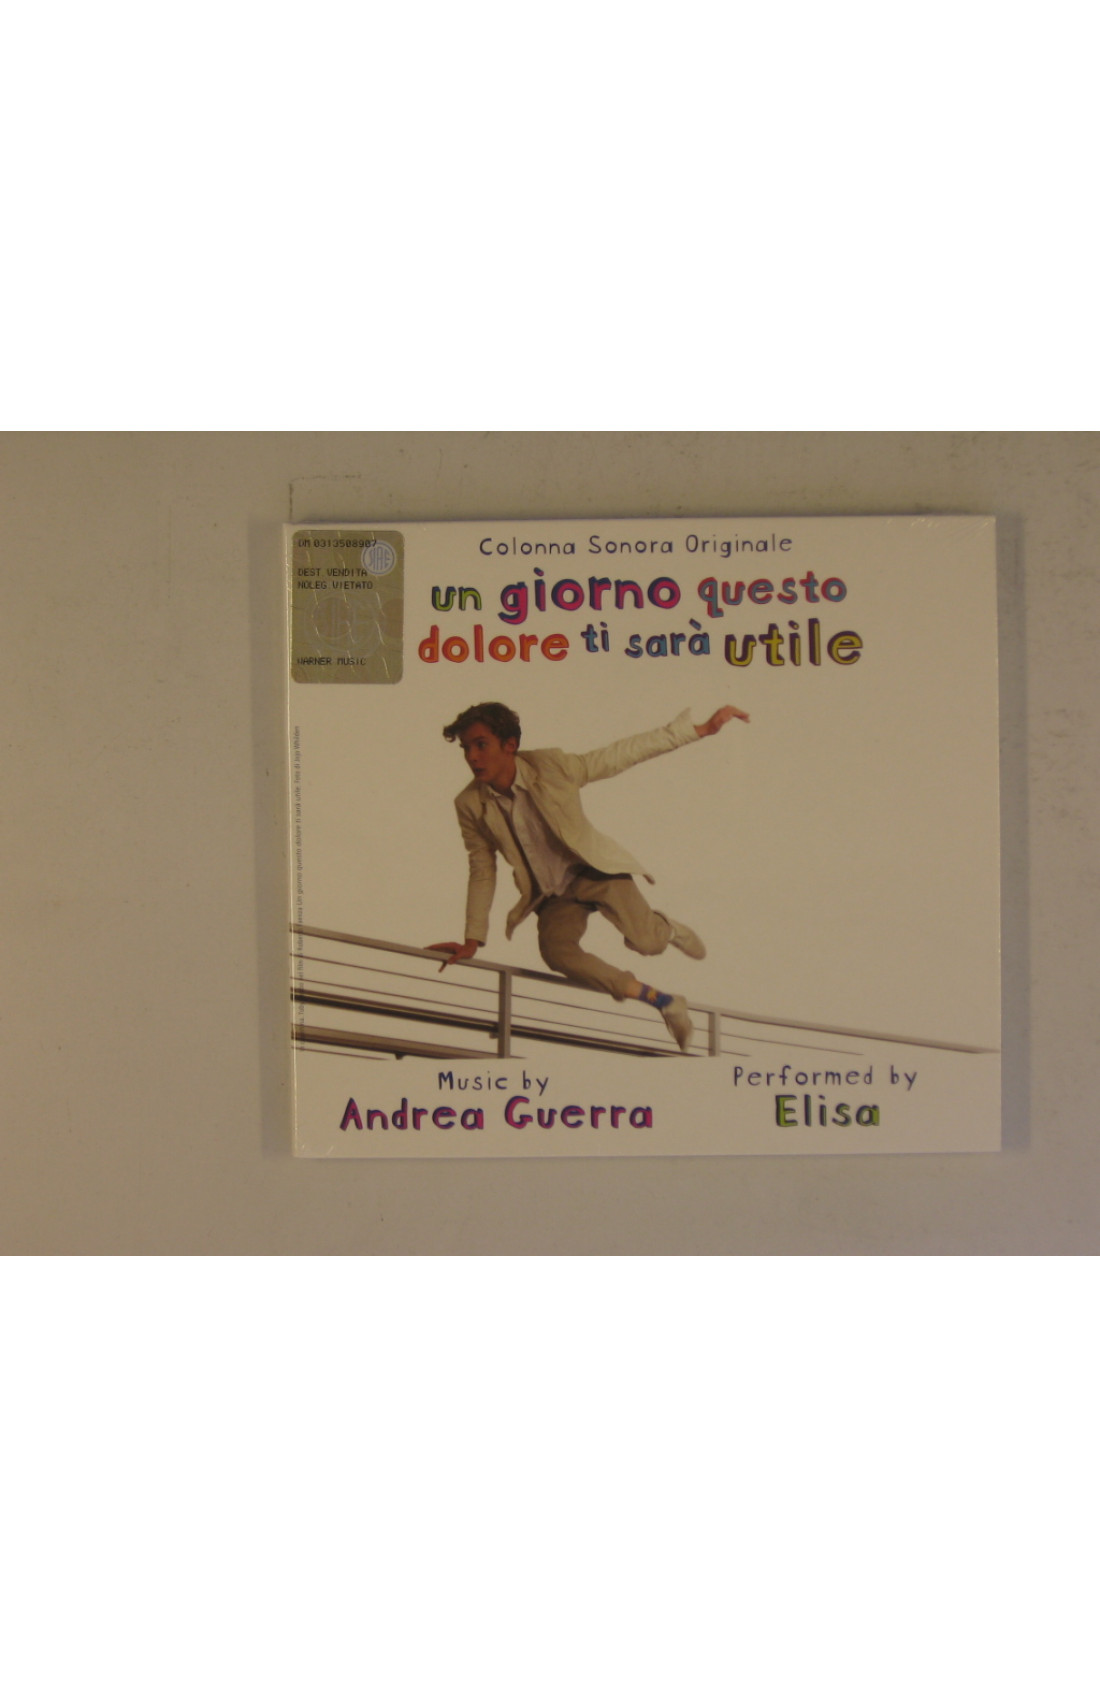 Colonna Sonora Originale
un giorno questo
dolore ti sarà utile
DEST.VENDITA
NOLEG.VIETATO
WARNER MUSIC
Music by
Andrea Guerra
Performed by
Elisa